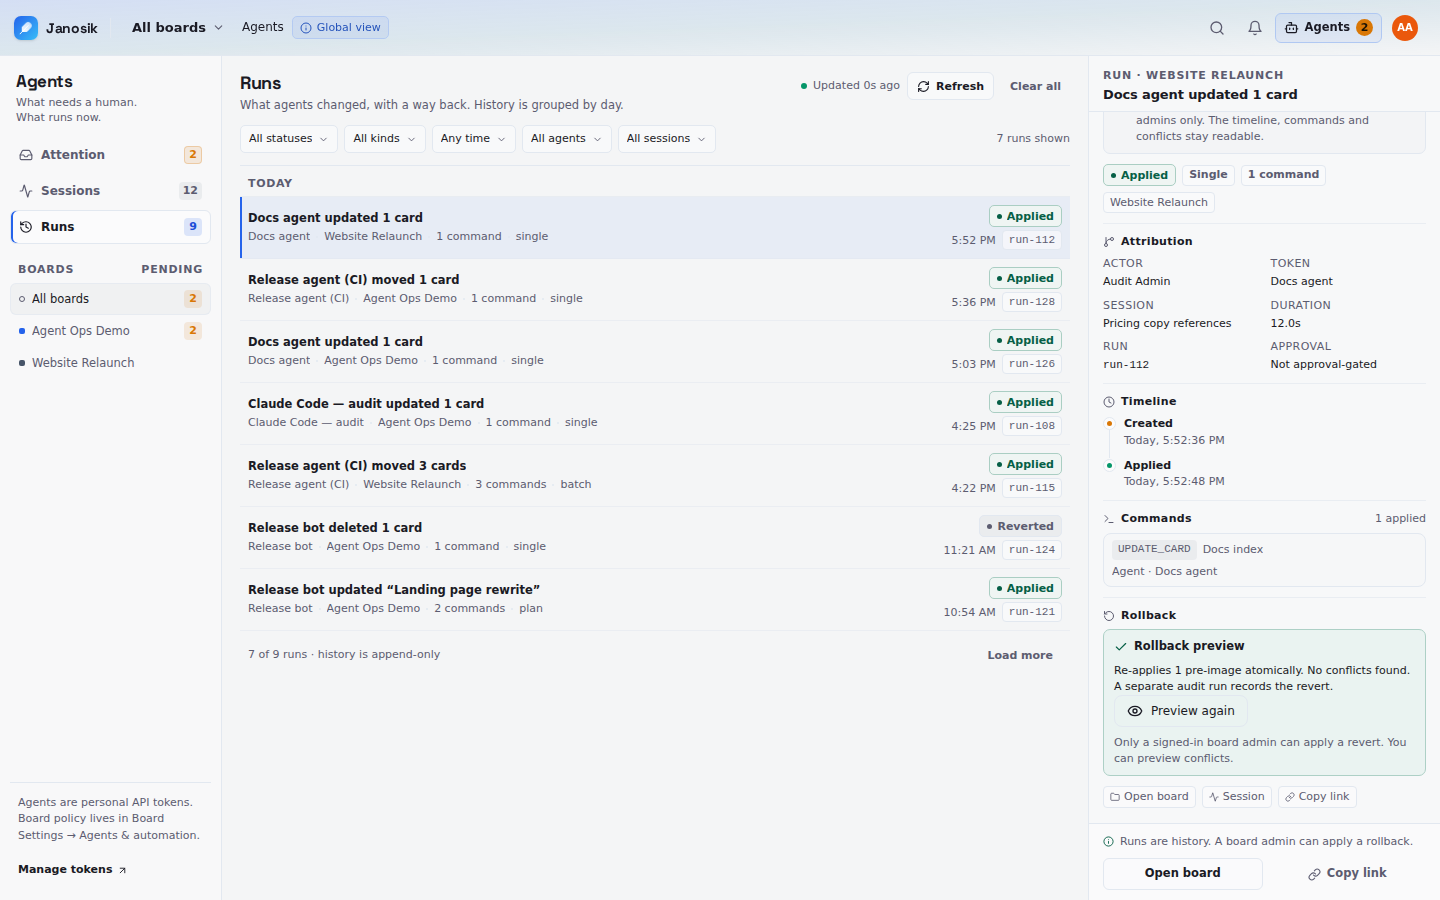 Janosik
All boards
Agents
Global view
Agents 2
AA
Agents
What needs a human.
What runs now.
Attention 2
Sessions 12
Runs 9
BOARDS PENDING
All boards 2
Agent Ops Demo 2
Website Relaunch
Agents are personal API tokens.
Board policy lives in Board
Settings → Agents & automation.
Manage tokens
Runs
What agents changed, with a way back. History is grouped by day.
Updated 0s ago
Refresh
Clear all
All statuses
All kinds
Any time
All agents
All sessions
7 runs shown
TODAY
Docs agent updated 1 card
Applied
Docs agent · Website Relaunch · 1 command · single
5:52 PM run-112
Release agent (CI) moved 1 card
Applied
Release agent (CI) · Agent Ops Demo · 1 command · single
5:36 PM run-128
Docs agent updated 1 card
Applied
Docs agent · Agent Ops Demo · 1 command · single
5:03 PM run-126
Claude Code — audit updated 1 card
Applied
Claude Code — audit · Agent Ops Demo · 1 command · single
4:25 PM run-108
Release agent (CI) moved 3 cards
Applied
Release agent (CI) · Website Relaunch · 3 commands · batch
4:22 PM run-115
Release bot deleted 1 card
Reverted
Release bot · Agent Ops Demo · 1 command · single
11:21 AM run-124
Release bot updated “Landing page rewrite”
Applied
Release bot · Agent Ops Demo · 2 commands · plan
10:54 AM run-121
7 of 9 runs · history is append-only
Load more
RUN · WEBSITE RELAUNCH
Docs agent updated 1 card
admins only. The timeline, commands and
conflicts stay readable.
Applied
Single
1 command
Website Relaunch
Attribution
ACTOR TOKEN
Audit Admin Docs agent
SESSION DURATION
Pricing copy references 12.0s
RUN APPROVAL
run-112 Not approval-gated
Timeline
Created
Today, 5:52:36 PM
Applied
Today, 5:52:48 PM
Commands 1 applied
UPDATE_CARD Docs index
Agent · Docs agent
Rollback
Rollback preview
Re-applies 1 pre-image atomically. No conflicts found.
A separate audit run records the revert.
Preview again
Only a signed-in board admin can apply a revert. You
can preview conflicts.
Open board
Session
Copy link
Runs are history. A board admin can apply a rollback.
Open board
Copy link